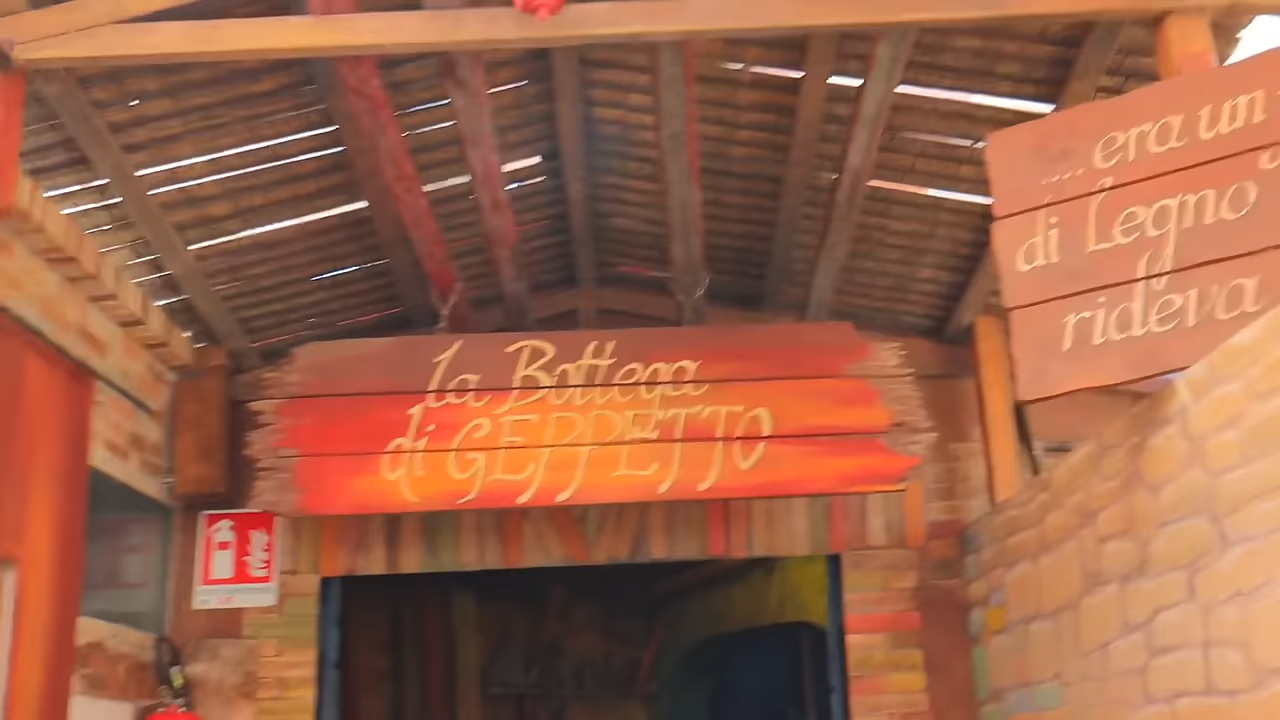 la Bottega
di GEPPETTO
....era un
di Legno
rideva